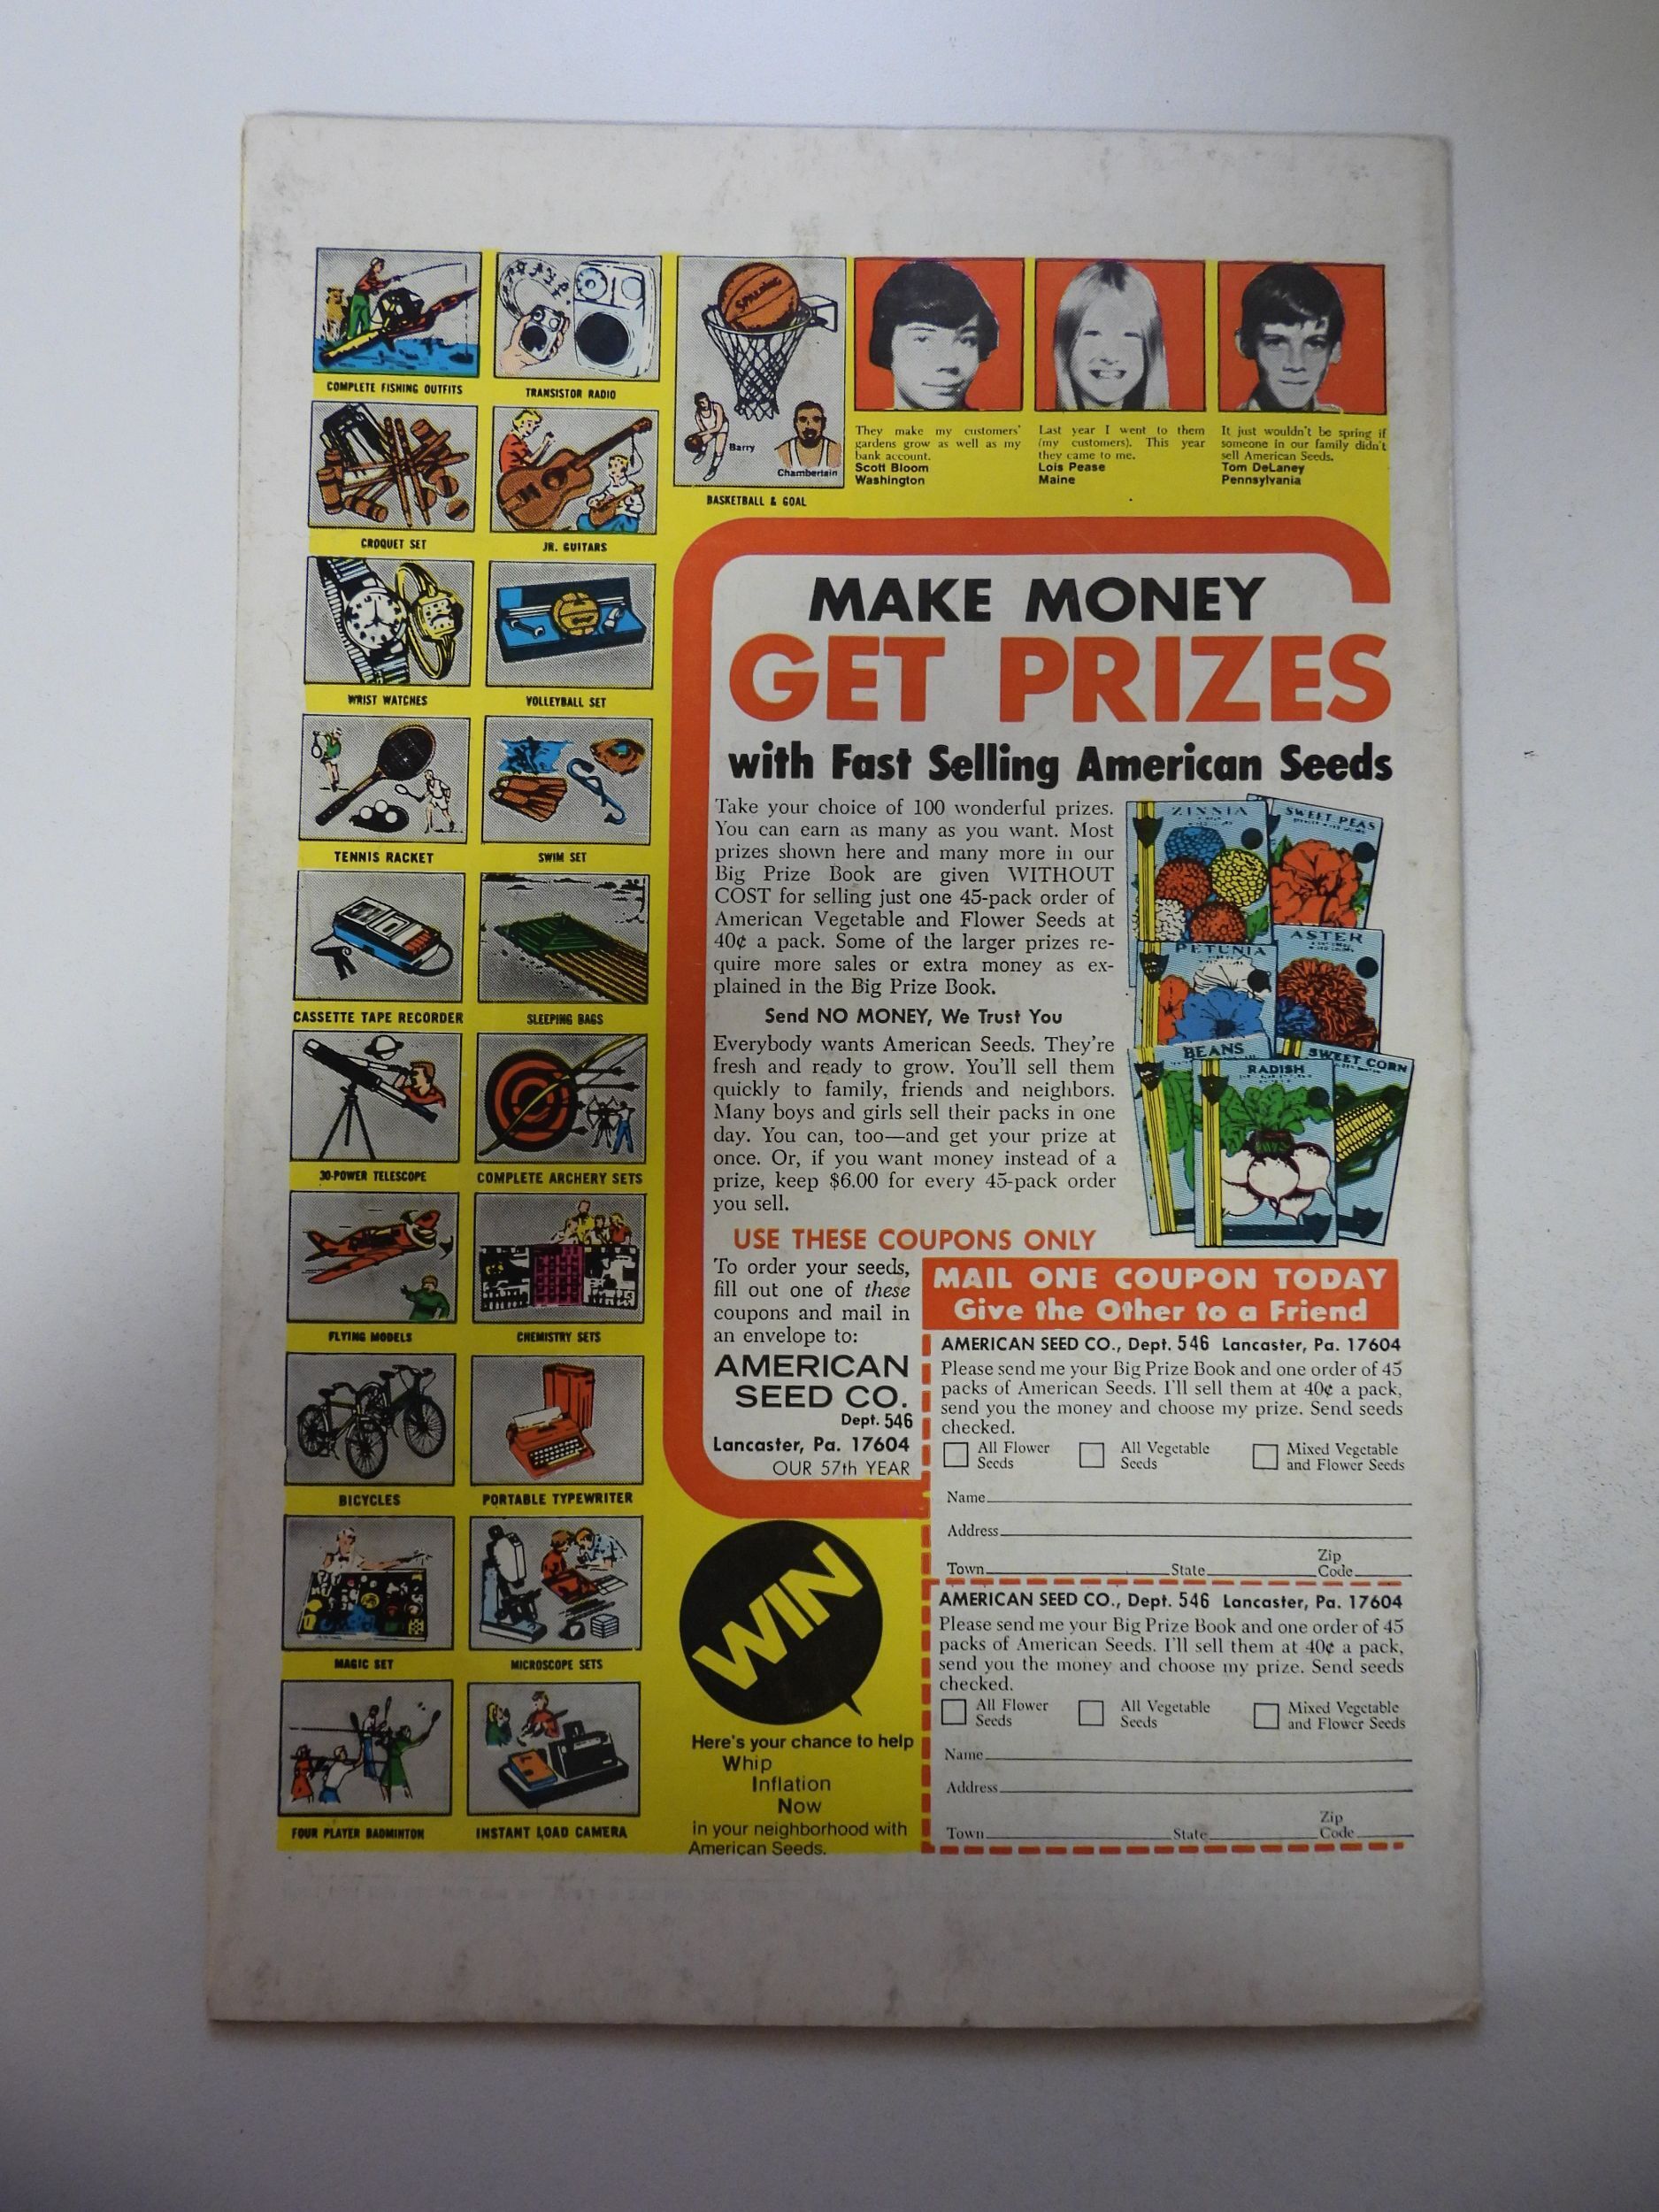 COMPLETE FISHING OUTFITS
TRANSISTOR RADIO
CROQUET SET
JR. GUITARS
WRIST WATCHES
VOLLEYBALL SET
TENNIS RACKET
SWIM SET
CASSETTE TAPE RECORDER
SLEEPING BAGS
30-POWER TELESCOPE
COMPLETE ARCHERY SETS
FLYING MODELS
CHEMISTRY SETS
BICYCLES
PORTABLE TYPEWRITER
MAGIC SET
MICROSCOPE SETS
FOUR PLAYER BADMINTON
INSTANT LOAD CAMERA
SPALDING
Barry
Chamberlain
BASKETBALL & GOAL
They make my customers'
gardens grow as well as my
bank account.
Scott Bloom
Washington
Last year I went to them
(my customers). This year
they came to me.
Lois Pease
Maine
It just wouldn't be spring if
someone in our family didn't
sell American Seeds.
Tom DeLaney
Pennsylvania
MAKE MONEY
GET PRIZES
with Fast Selling American Seeds
Take your choice of 100 wonderful prizes.
You can earn as many as you want. Most
prizes shown here and many more in our
Big Prize Book are given WITHOUT
COST for selling just one 45-pack order of
American Vegetable and Flower Seeds at
40¢ a pack. Some of the larger prizes re-
quire more sales or extra money as ex-
plained in the Big Prize Book.
Send NO MONEY, We Trust You
Everybody wants American Seeds. They're
fresh and ready to grow. You'll sell them
quickly to family, friends and neighbors.
Many boys and girls sell their packs in one
day. You can, too—and get your prize at
once. Or, if you want money instead of a
prize, keep $6.00 for every 45-pack order
you sell.
ZINNIA
SWEET PEAS
PETUNIA
ASTER
BEANS
RADISH
SWEET CORN
USE THESE COUPONS ONLY
To order your seeds,
fill out one of these
coupons and mail in
an envelope to:
AMERICAN
SEED CO.
Dept. 546
Lancaster, Pa. 17604
OUR 57th YEAR
MAIL ONE COUPON TODAY
Give the Other to a Friend
AMERICAN SEED CO., Dept. 546 Lancaster, Pa. 17604
Please send me your Big Prize Book and one order of 45
packs of American Seeds. I'll sell them at 40¢ a pack,
send you the money and choose my prize. Send seeds
checked.
All Flower Seeds
All Vegetable Seeds
Mixed Vegetable and Flower Seeds
Name
Address
Town State Zip Code
AMERICAN SEED CO., Dept. 546 Lancaster, Pa. 17604
Please send me your Big Prize Book and one order of 45
packs of American Seeds. I'll sell them at 40¢ a pack,
send you the money and choose my prize. Send seeds
checked.
All Flower Seeds
All Vegetable Seeds
Mixed Vegetable and Flower Seeds
Name
Address
Town State Zip Code
WIN
Here's your chance to help
Whip
Inflation
Now
in your neighborhood with
American Seeds.